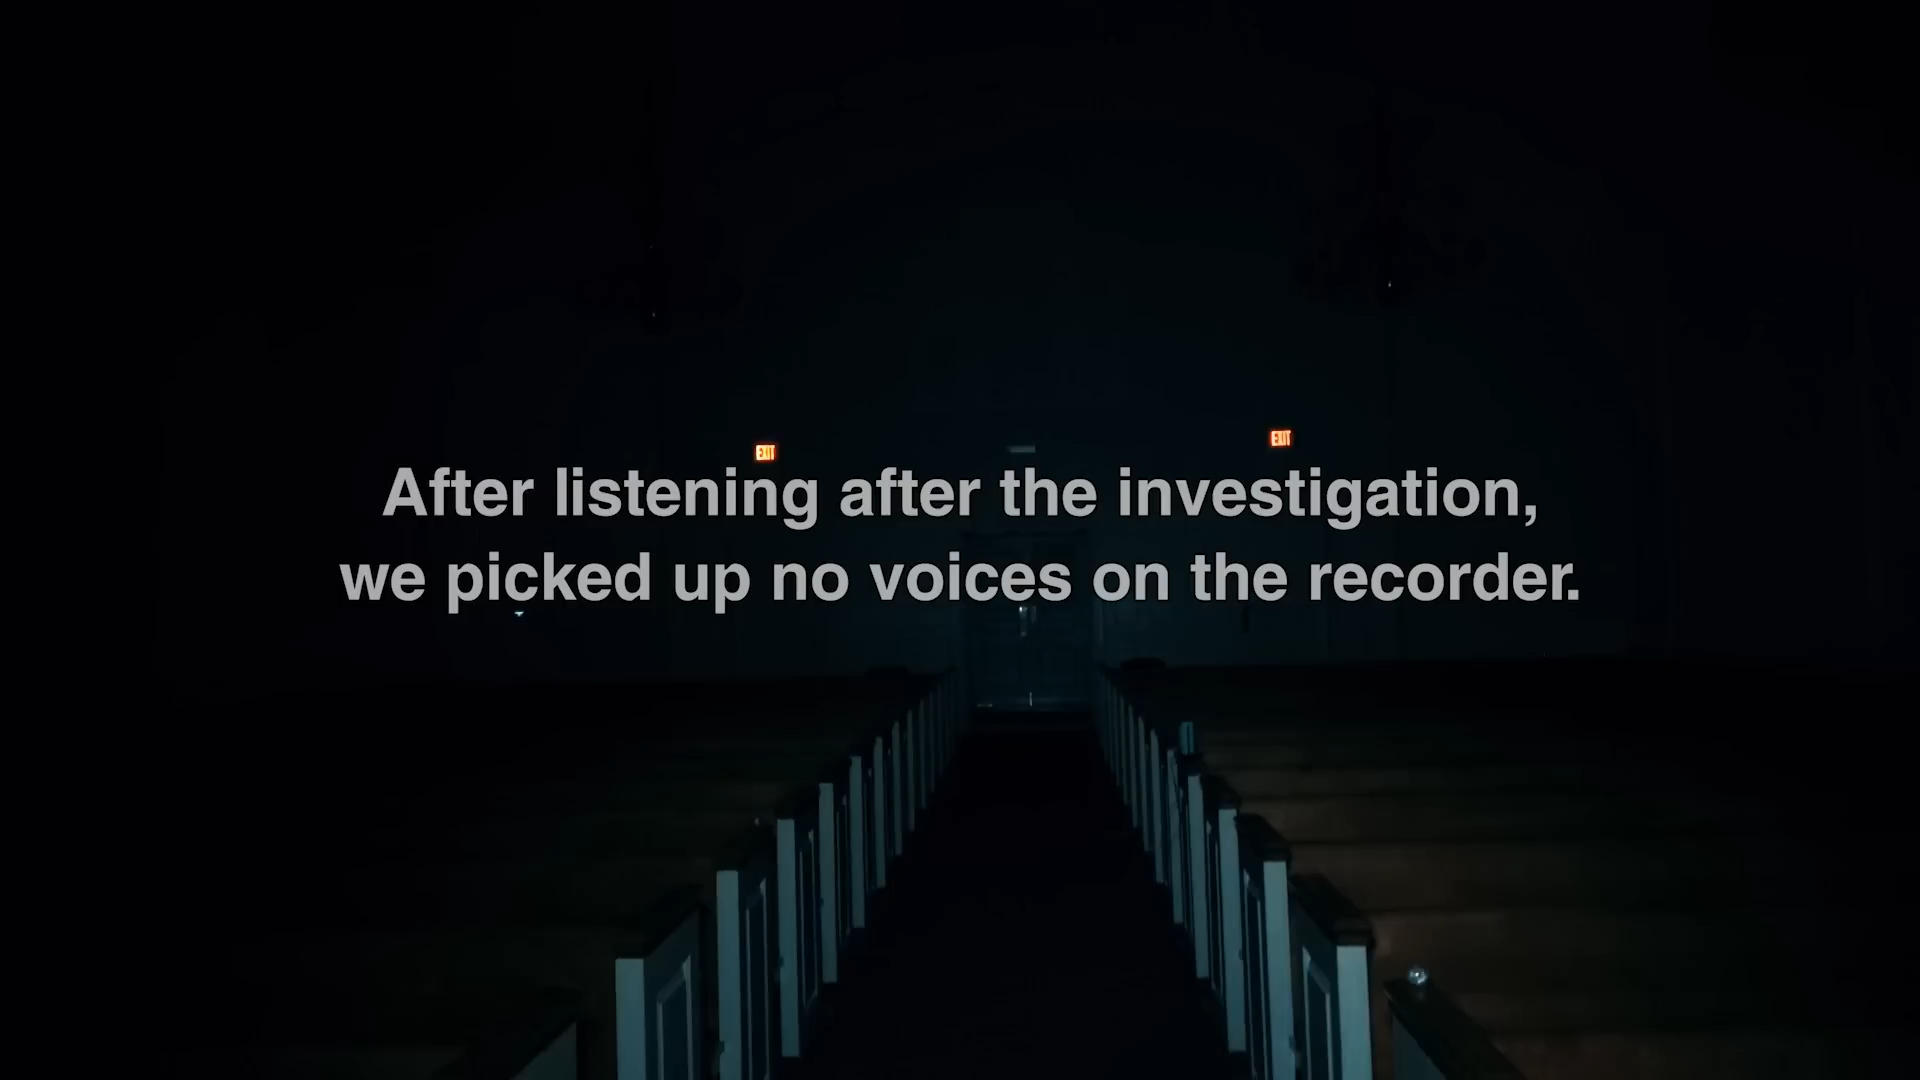 EXIT
EXIT
After listening after the investigation,
we picked up no voices on the recorder.